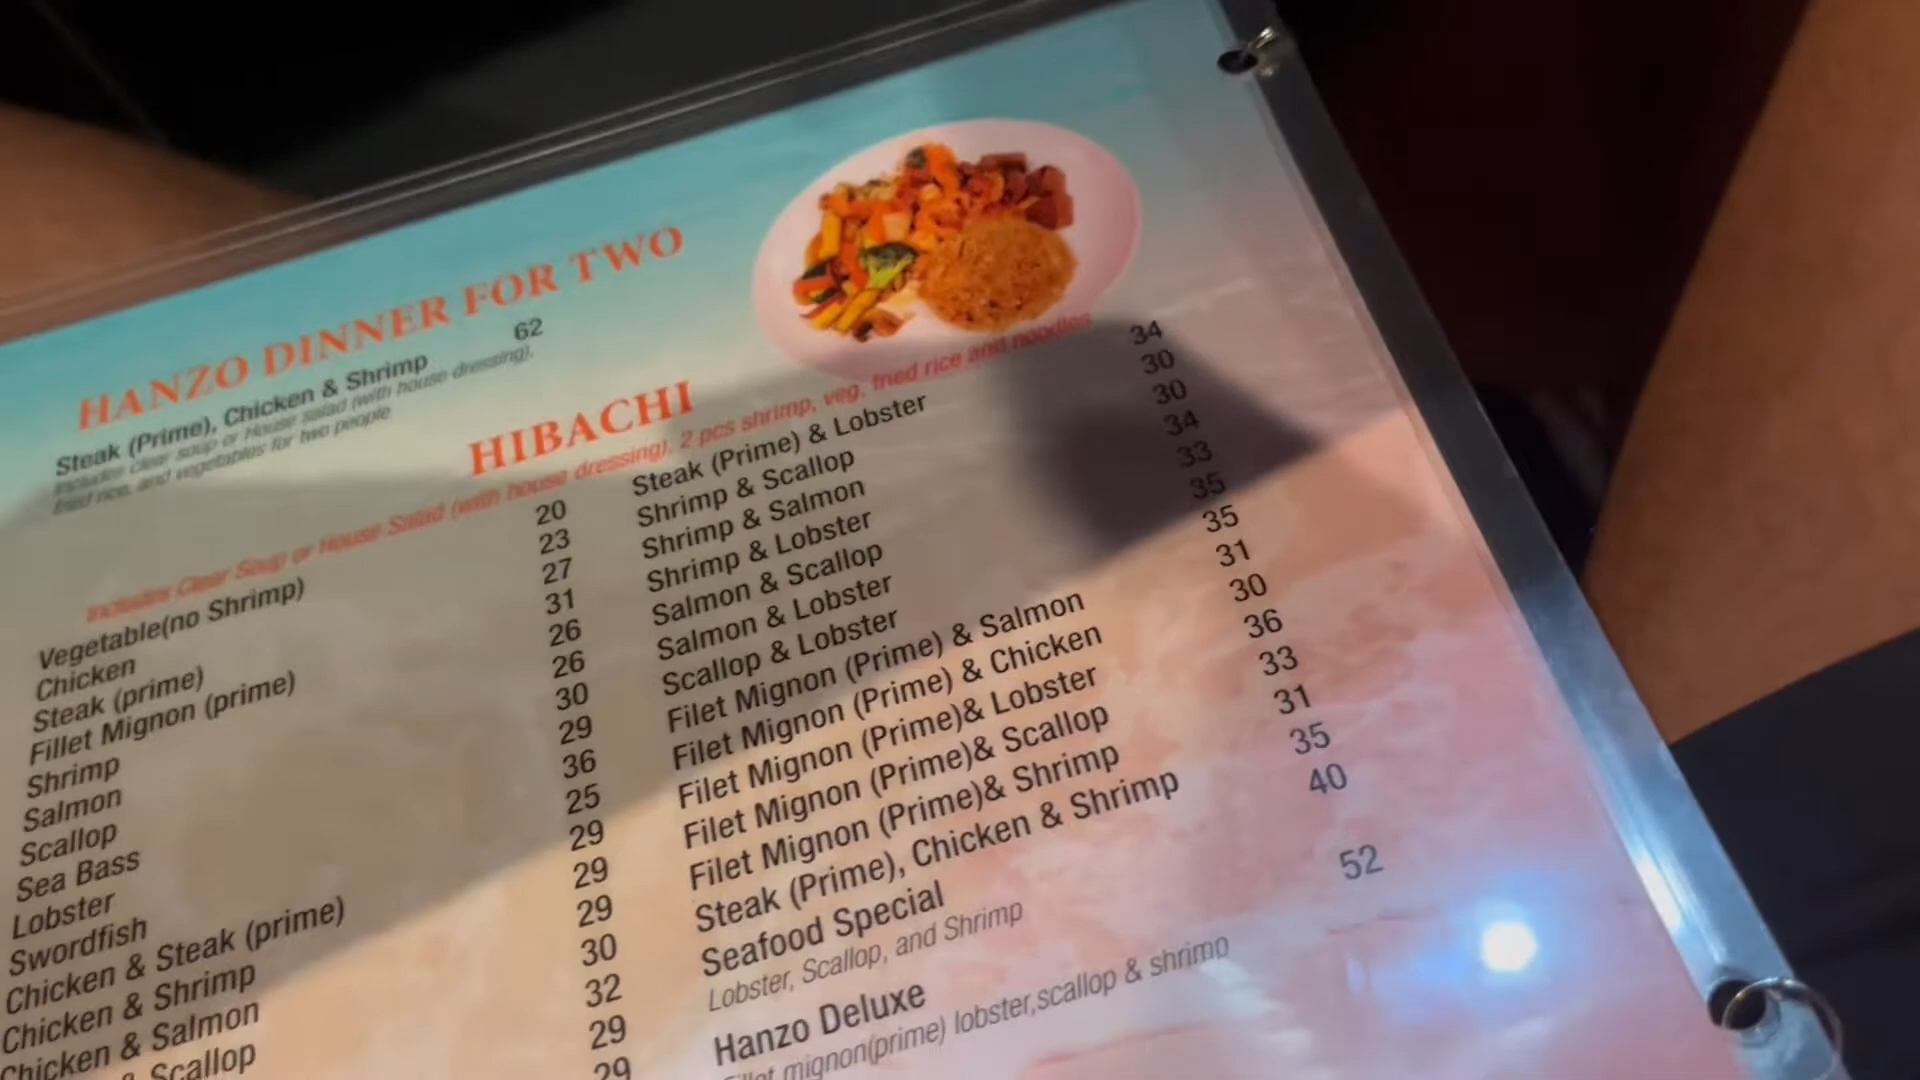 HANZO DINNER FOR TWO
Steak (Prime), Chicken & Shrimp 62
Includes clear soup or House salad (with house dressing),
fried rice, and vegetables for two people
HIBACHI
Includes Clear Soup or House Salad (with house dressing), 2 pcs shrimp, veg, fried rice and noodles
Vegetable(no Shrimp) 20
Chicken 23
Steak (prime) 27
Fillet Mignon (prime) 31
Shrimp 26
Salmon 26
Scallop 30
Sea Bass 29
Lobster 36
Swordfish 25
Chicken & Steak (prime) 29
Chicken & Shrimp 29
Chicken & Salmon 29
& Scallop 30
32
29
29
Steak (Prime) & Lobster 34
Shrimp & Scallop 30
Shrimp & Salmon 30
Shrimp & Lobster 34
Salmon & Scallop 33
Salmon & Lobster 35
Scallop & Lobster 35
Filet Mignon (Prime) & Salmon 31
Filet Mignon (Prime) & Chicken 30
Filet Mignon (Prime)& Lobster 36
Filet Mignon (Prime)& Scallop 33
Filet Mignon (Prime)& Shrimp 31
Steak (Prime), Chicken & Shrimp 35
Seafood Special 40
Lobster, Scallop, and Shrimp
Hanzo Deluxe 52
Fillet mignon(prime) lobster,scallop & shrimp